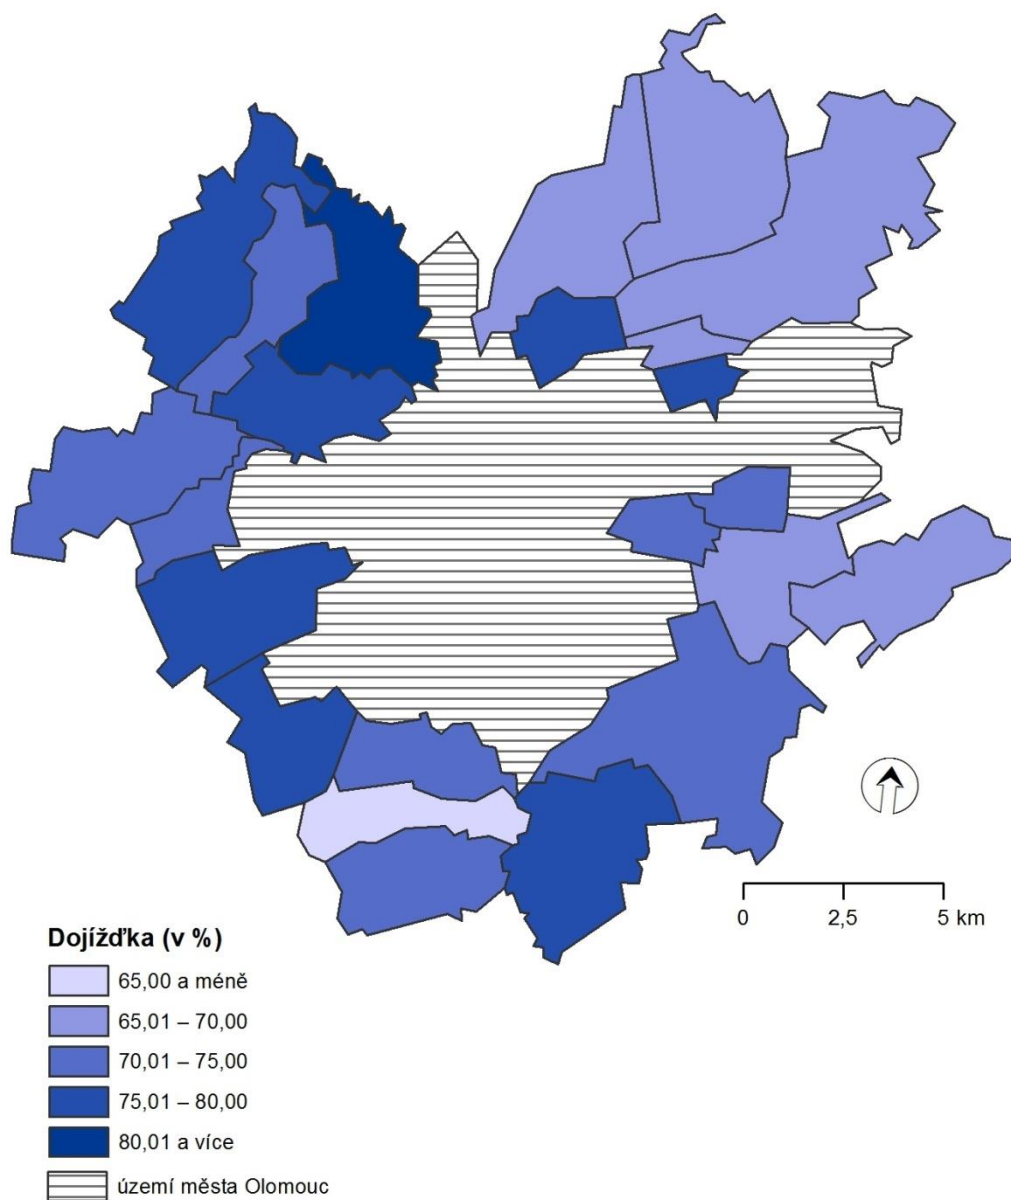 0 2,5 5 km
Dojížďka (v %)
65,00 a méně
65,01 – 70,00
70,01 – 75,00
75,01 – 80,00
80,01 a více
území města Olomouc